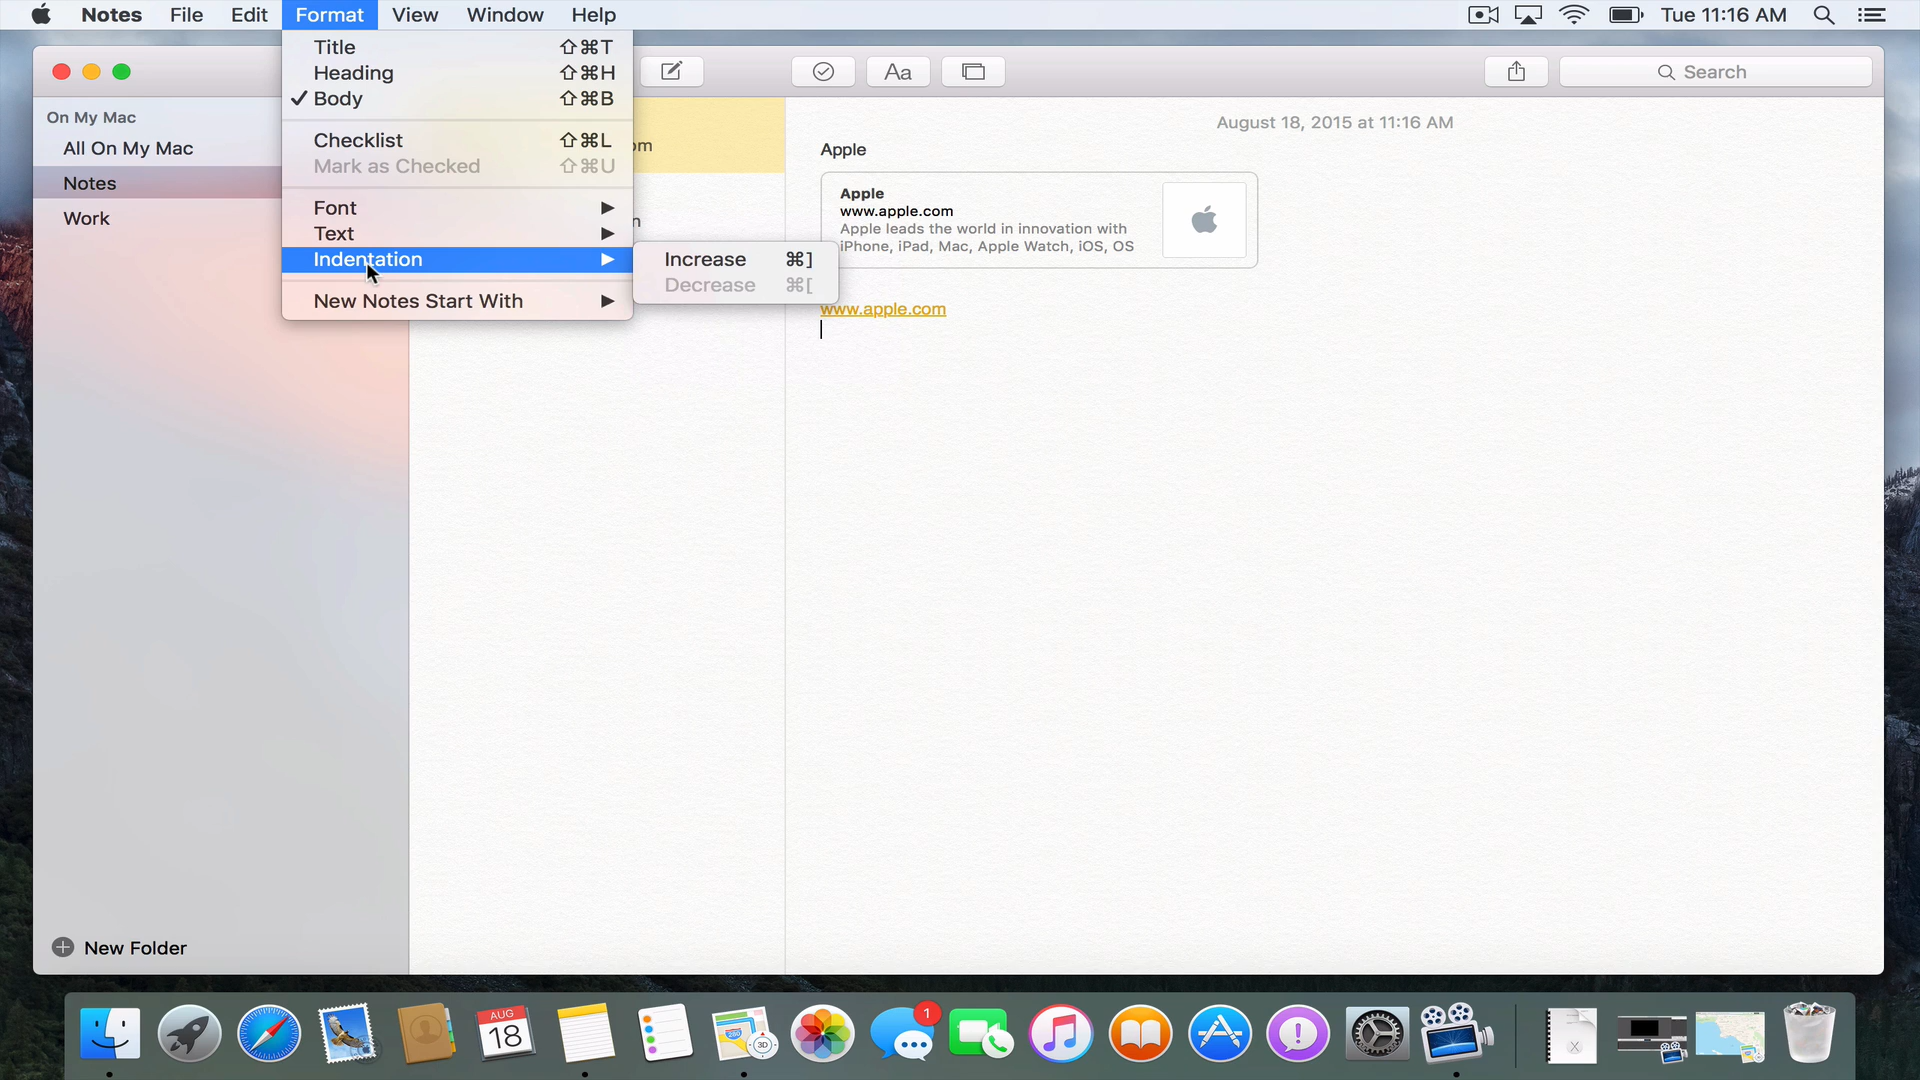 Notes File Edit Format View Window Help Tue 11:16 AM
Title ⇧⌘T
Heading ⇧⌘H
✓ Body ⇧⌘B
Checklist ⇧⌘L
Mark as Checked ⇧⌘U
Font
Text
Indentation
New Notes Start With
Increase ⌘]
Decrease ⌘[
Aa
Search
On My Mac
All On My Mac
Notes
Work
New Folder
om
n
August 18, 2015 at 11:16 AM
Apple
Apple
www.apple.com
Apple leads the world in innovation with
iPhone, iPad, Mac, Apple Watch, iOS, OS
www.apple.com
AUG
18
280
3D
1
X